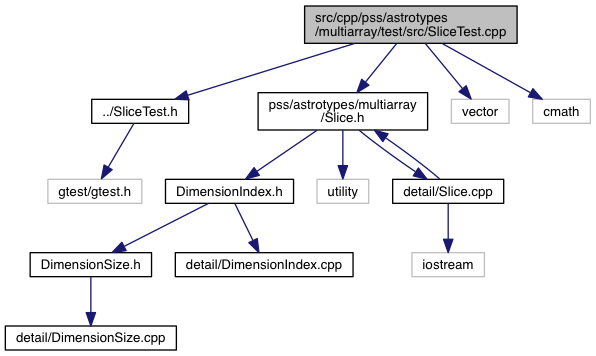 src/cpp/pss/astrotypes
/multiarray/test/src/SliceTest.cpp
../SliceTest.h
pss/astrotypes/multiarray
/Slice.h
vector
cmath
gtest/gtest.h
DimensionIndex.h
utility
detail/Slice.cpp
DimensionSize.h
detail/DimensionIndex.cpp
iostream
detail/DimensionSize.cpp